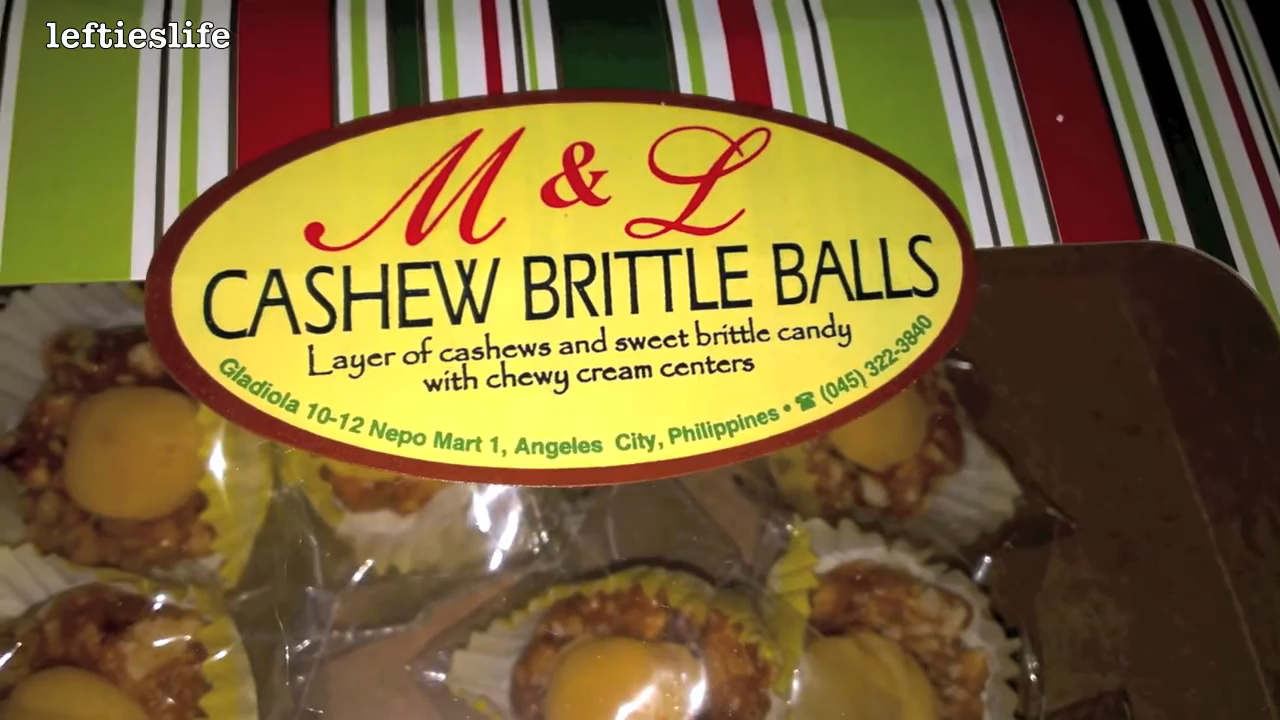 leftieslife
M & L
CASHEW BRITTLE BALLS
Layer of cashews and sweet brittle candy
with chewy cream centers
Gladiola 10-12 Nepo Mart 1, Angeles City, Philippines • ☎ (045) 322-3840